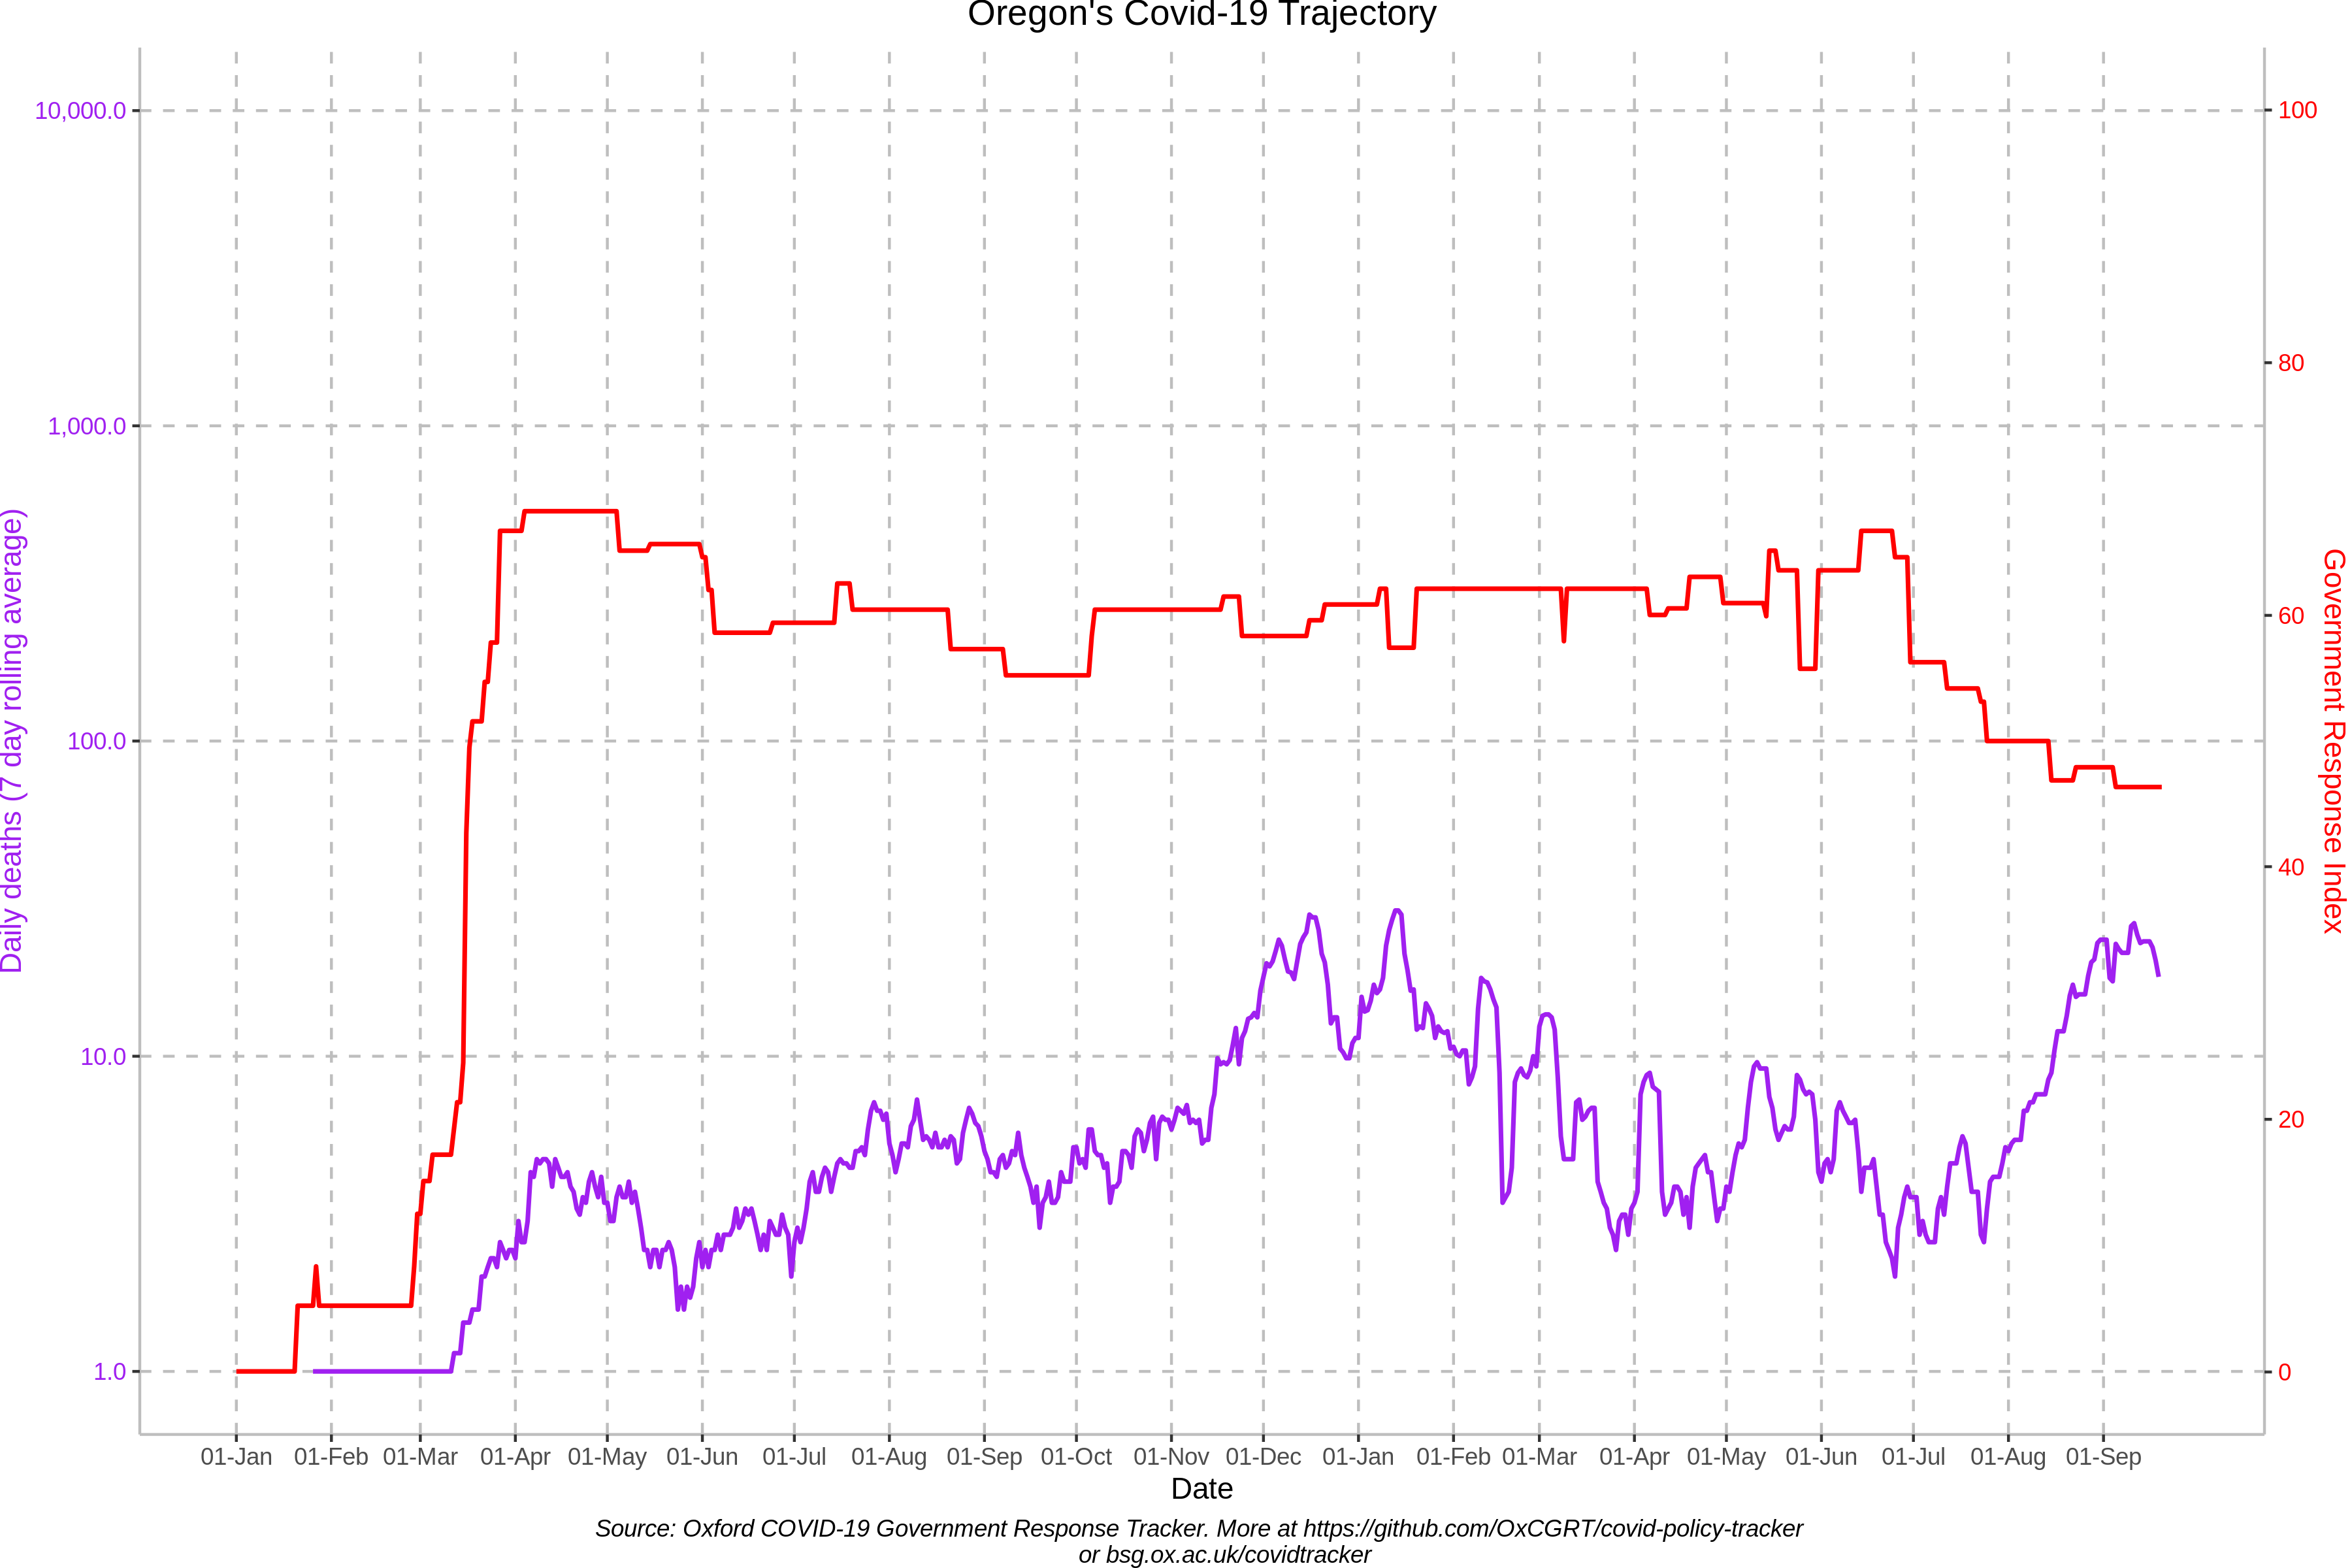 Oregon's Covid-19 Trajectory
10,000.0
1,000.0
100.0
10.0
1.0
Daily deaths (7 day rolling average)
100
80
60
40
20
0
Government Response Index
01-Jan 01-Feb 01-Mar 01-Apr 01-May 01-Jun 01-Jul 01-Aug 01-Sep 01-Oct 01-Nov 01-Dec 01-Jan 01-Feb 01-Mar 01-Apr 01-May 01-Jun 01-Jul 01-Aug 01-Sep
Date
Source: Oxford COVID-19 Government Response Tracker. More at https://github.com/OxCGRT/covid-policy-tracker
or bsg.ox.ac.uk/covidtracker